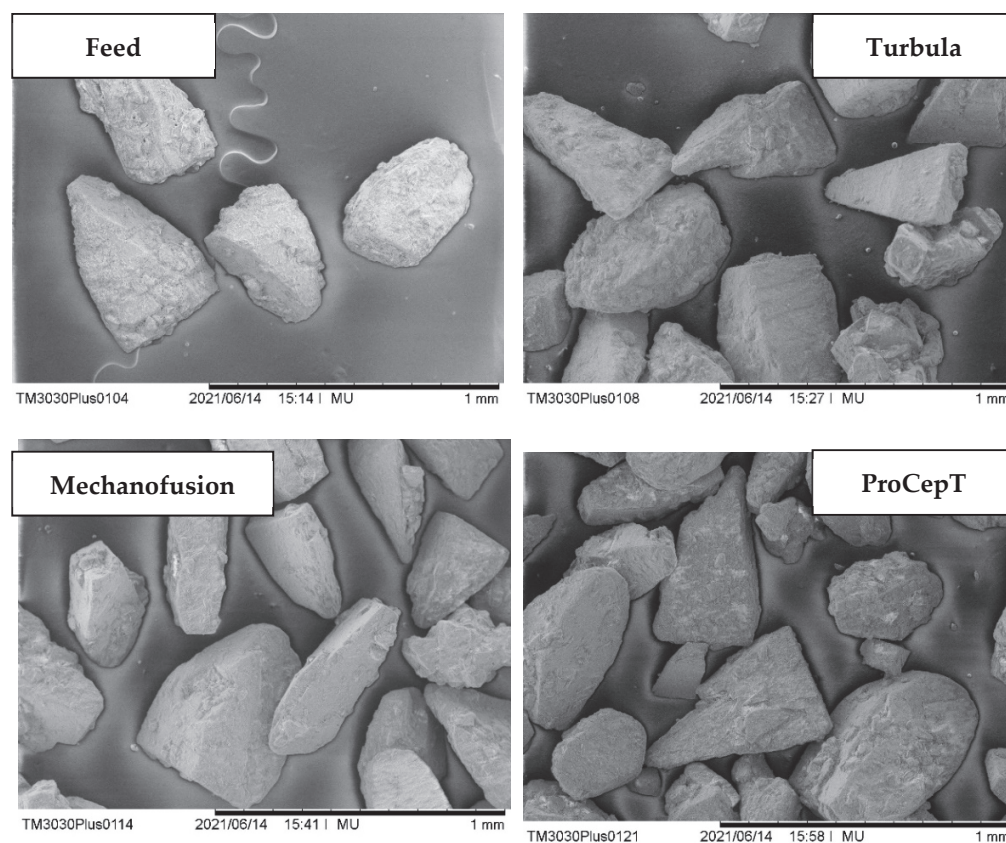 Feed
TM3030Plus0104 2021/06/14 15:14 l MU 1 mm
Turbula
TM3030Plus0108 2021/06/14 15:27 l MU 1 mm
Mechanofusion
TM3030Plus0114 2021/06/14 15:41 l MU 1 mm
ProCepT
TM3030Plus0121 2021/06/14 15:58 l MU 1 mm